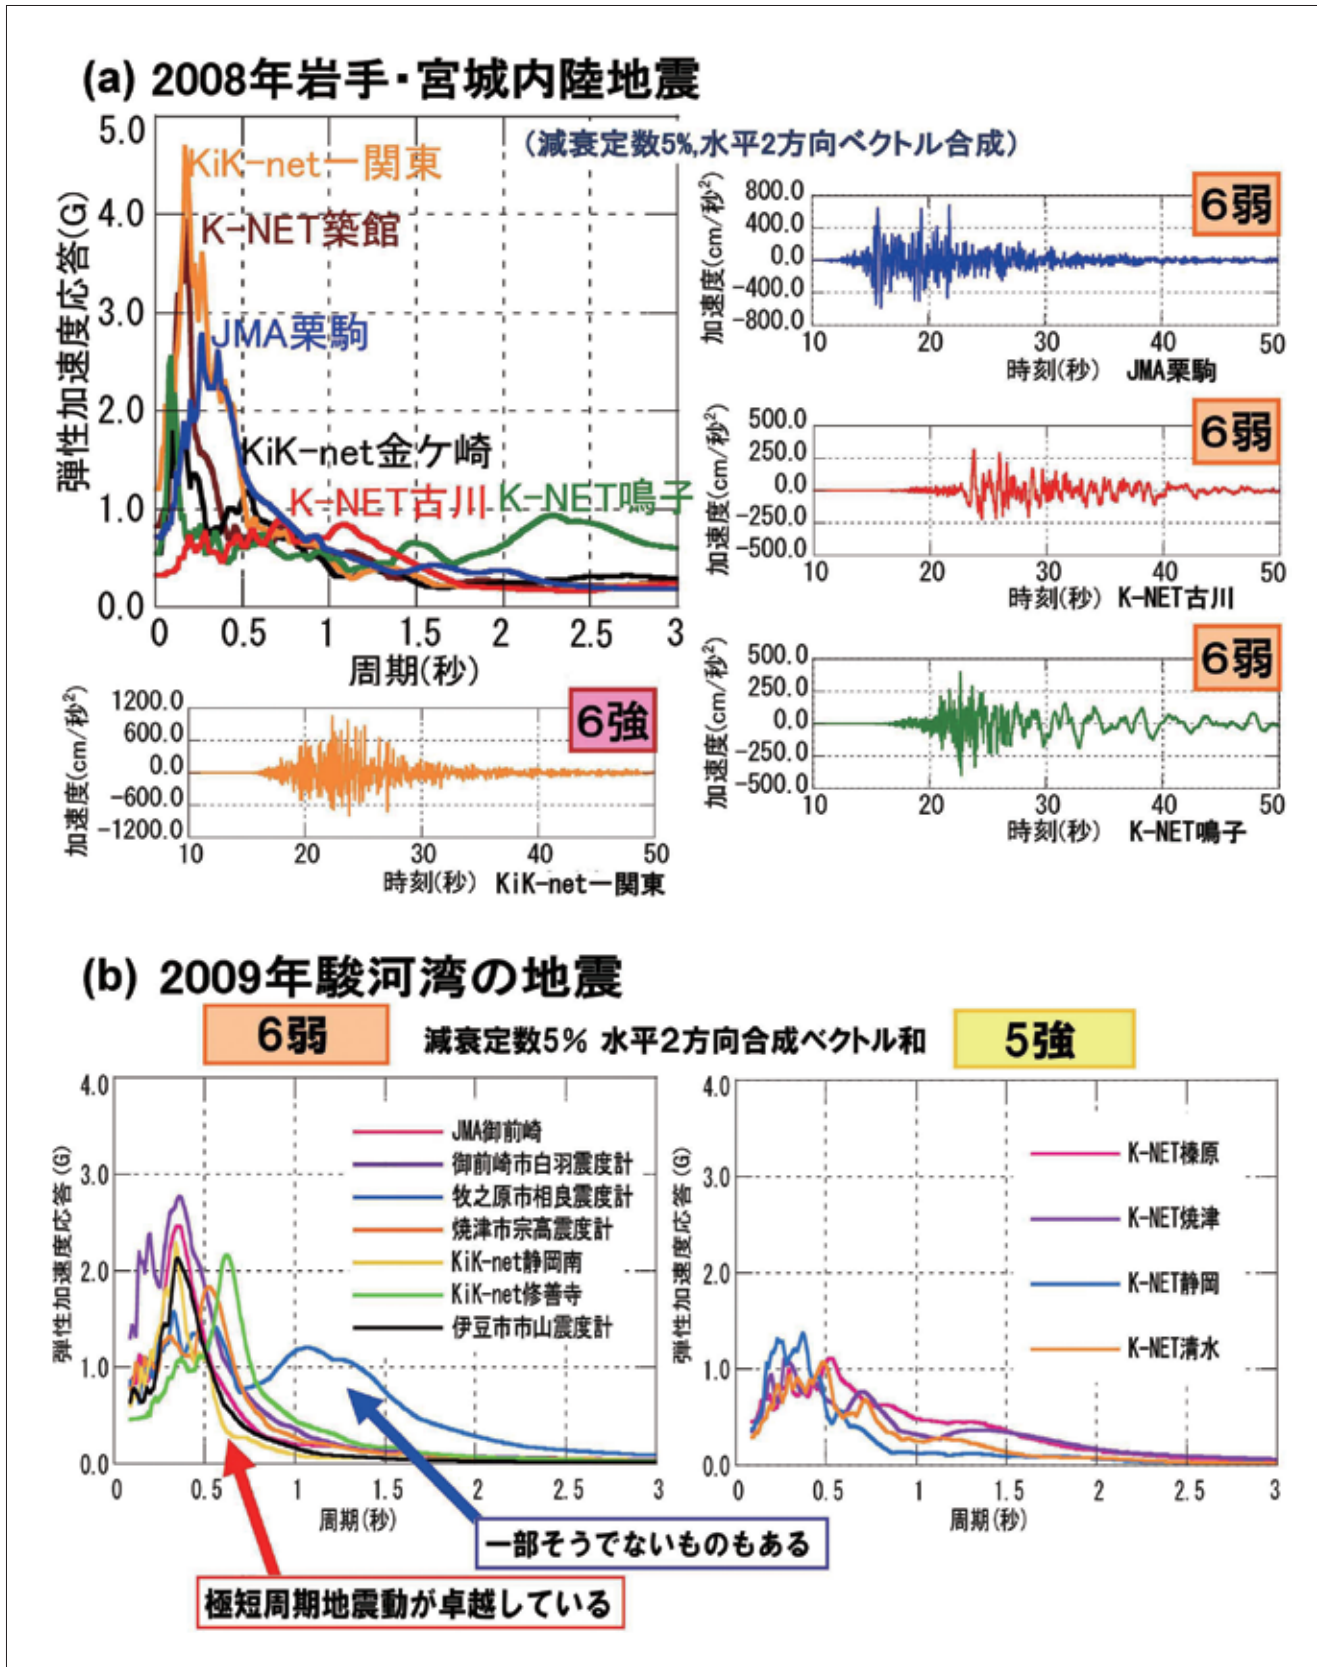 (a) 2008年岩手・宮城内陸地震
(減衰定数5%,水平2方向ベクトル合成)
弾性加速度応答(G)
5.0
4.0
3.0
2.0
1.0
0.0
KiK-net一関東
K-NET築館
JMA栗駒
KiK-net金ケ崎
K-NET古川
K-NET鳴子
0 0.5 1 1.5 2 2.5 3
周期(秒)
加速度(cm/秒²)
800.0
400.0
0.0
-400.0
-800.0
6弱
10 20 30 40 50
時刻(秒) JMA栗駒
加速度(cm/秒²)
500.0
250.0
0.0
-250.0
-500.0
6弱
10 20 30 40 50
時刻(秒) K-NET古川
加速度(cm/秒²)
500.0
250.0
0.0
-250.0
-500.0
6弱
10 20 30 40 50
時刻(秒) K-NET鳴子
加速度(cm/秒²)
1200.0
600.0
0.0
-600.0
-1200.0
6強
10 20 30 40 50
時刻(秒) KiK-net一関東
(b) 2009年駿河湾の地震
6弱
減衰定数5% 水平2方向合成ベクトル和
5強
弾性加速度応答(G)
4.0
3.0
2.0
1.0
0.0
JMA御前崎
御前崎市白羽震度計
牧之原市相良震度計
焼津市宗高震度計
KiK-net静岡南
KiK-net修善寺
伊豆市市山震度計
0 0.5 1 1.5 2 2.5 3
周期(秒)
弾性加速度応答(G)
4.0
3.0
2.0
1.0
0.0
K-NET榛原
K-NET焼津
K-NET静岡
K-NET清水
0 0.5 1 1.5 2 2.5 3
周期(秒)
一部そうでないものもある
極短周期地震動が卓越している